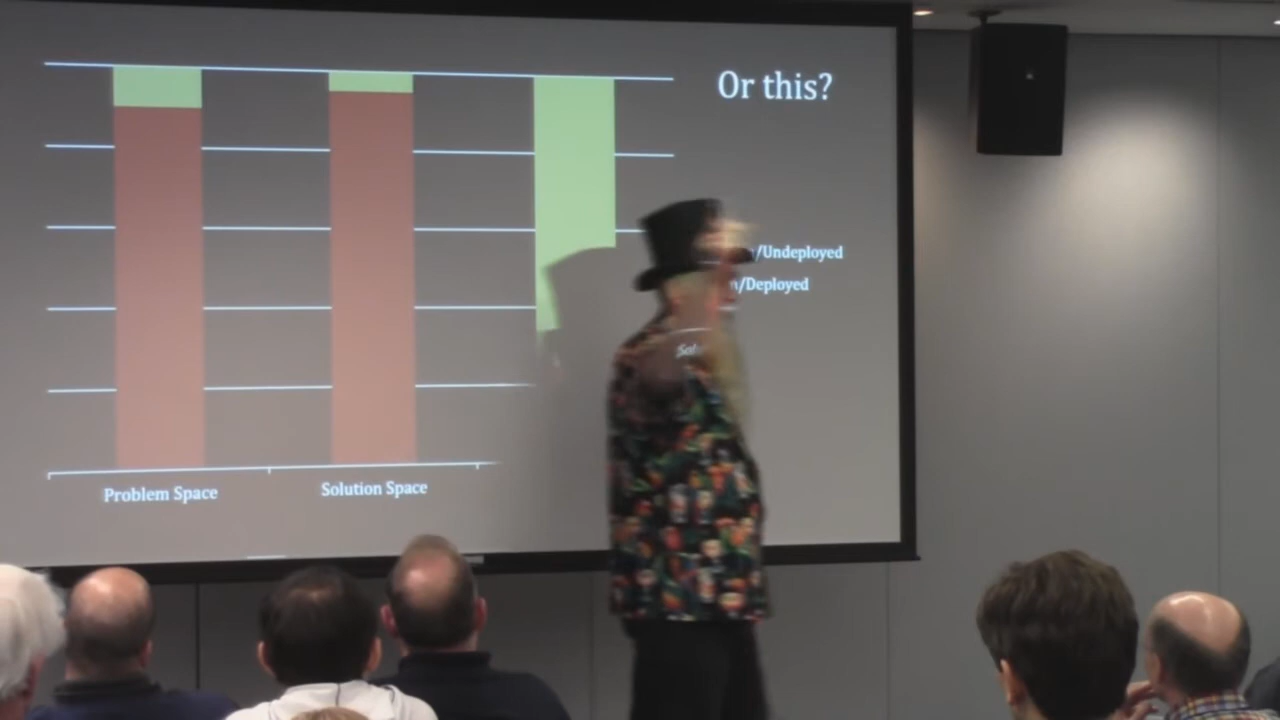 Or this?
/Undeployed
/Deployed
Problem Space
Solution Space